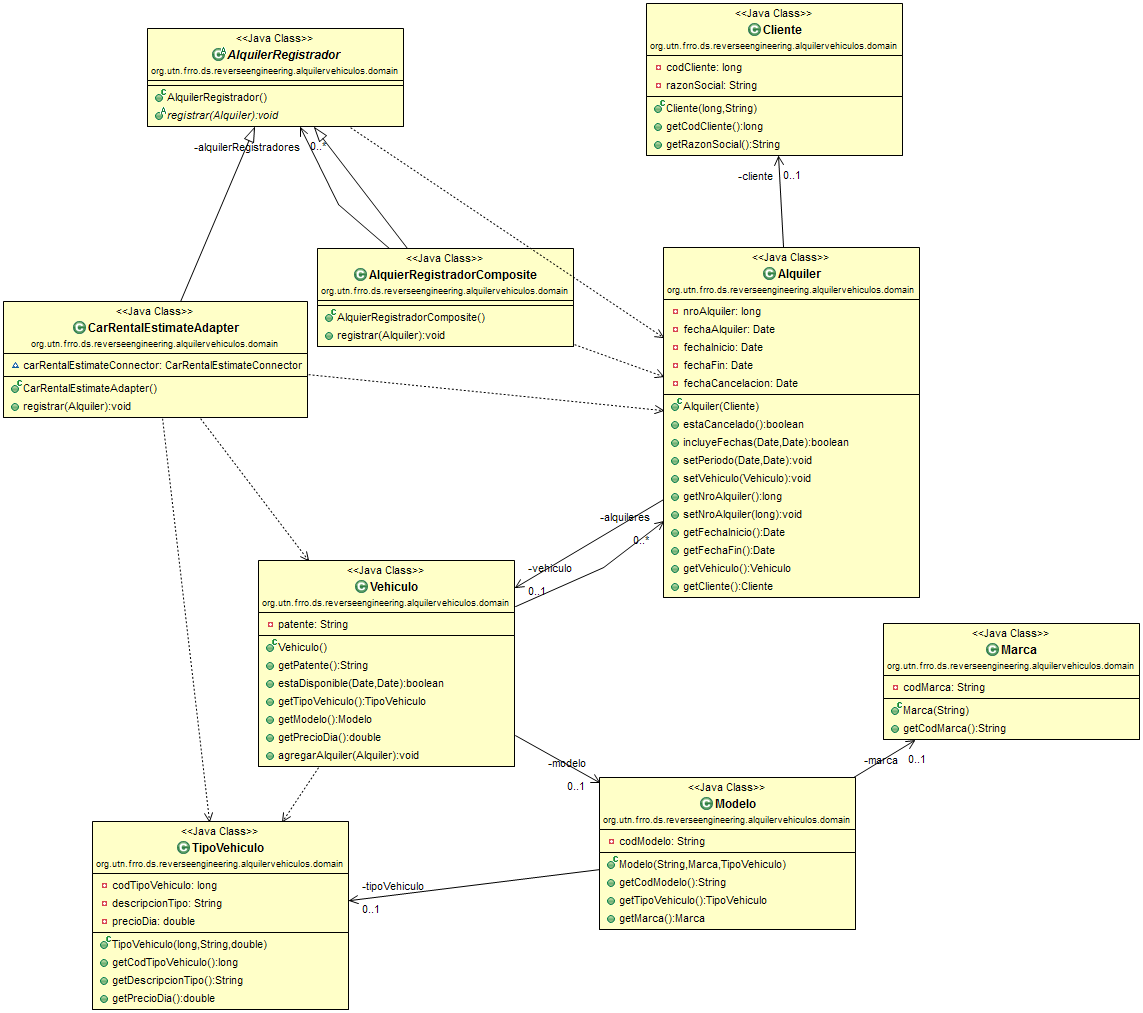 <<Java Class>>
AlquilerRegistrador
org.utn.frro.ds.reverseengineering.alquilervehiculos.domain
AlquilerRegistrador()
registrar(Alquiler):void
<<Java Class>>
Cliente
org.utn.frro.ds.reverseengineering.alquilervehiculos.domain
codCliente: long
razonSocial: String
Cliente(long,String)
getCodCliente():long
getRazonSocial():String
-alquilerRegistradores
0..*
-cliente
0..1
<<Java Class>>
AlquierRegistradorComposite
org.utn.frro.ds.reverseengineering.alquilervehiculos.domain
AlquierRegistradorComposite()
registrar(Alquiler):void
<<Java Class>>
Alquiler
org.utn.frro.ds.reverseengineering.alquilervehiculos.domain
nroAlquiler: long
fechaAlquiler: Date
fechaInicio: Date
fechaFin: Date
fechaCancelacion: Date
Alquiler(Cliente)
estaCancelado():boolean
incluyeFechas(Date,Date):boolean
setPeriodo(Date,Date):void
setVehiculo(Vehiculo):void
getNroAlquiler():long
setNroAlquiler(long):void
getFechaInicio():Date
getFechaFin():Date
getVehiculo():Vehiculo
getCliente():Cliente
<<Java Class>>
CarRentalEstimateAdapter
org.utn.frro.ds.reverseengineering.alquilervehiculos.domain
carRentalEstimateConnector: CarRentalEstimateConnector
CarRentalEstimateAdapter()
registrar(Alquiler):void
-alquileres
0..*
-vehiculo
0..1
<<Java Class>>
Vehiculo
org.utn.frro.ds.reverseengineering.alquilervehiculos.domain
patente: String
Vehiculo()
getPatente():String
estaDisponible(Date,Date):boolean
getTipoVehiculo():TipoVehiculo
getModelo():Modelo
getPrecioDia():double
agregarAlquiler(Alquiler):void
<<Java Class>>
Marca
org.utn.frro.ds.reverseengineering.alquilervehiculos.domain
codMarca: String
Marca(String)
getCodMarca():String
-modelo
0..1
-marca
0..1
<<Java Class>>
Modelo
org.utn.frro.ds.reverseengineering.alquilervehiculos.domain
codModelo: String
Modelo(String,Marca,TipoVehiculo)
getCodModelo():String
getTipoVehiculo():TipoVehiculo
getMarca():Marca
<<Java Class>>
TipoVehiculo
org.utn.frro.ds.reverseengineering.alquilervehiculos.domain
codTipoVehiculo: long
descripcionTipo: String
precioDia: double
TipoVehiculo(long,String,double)
getCodTipoVehiculo():long
getDescripcionTipo():String
getPrecioDia():double
-tipoVehiculo
0..1